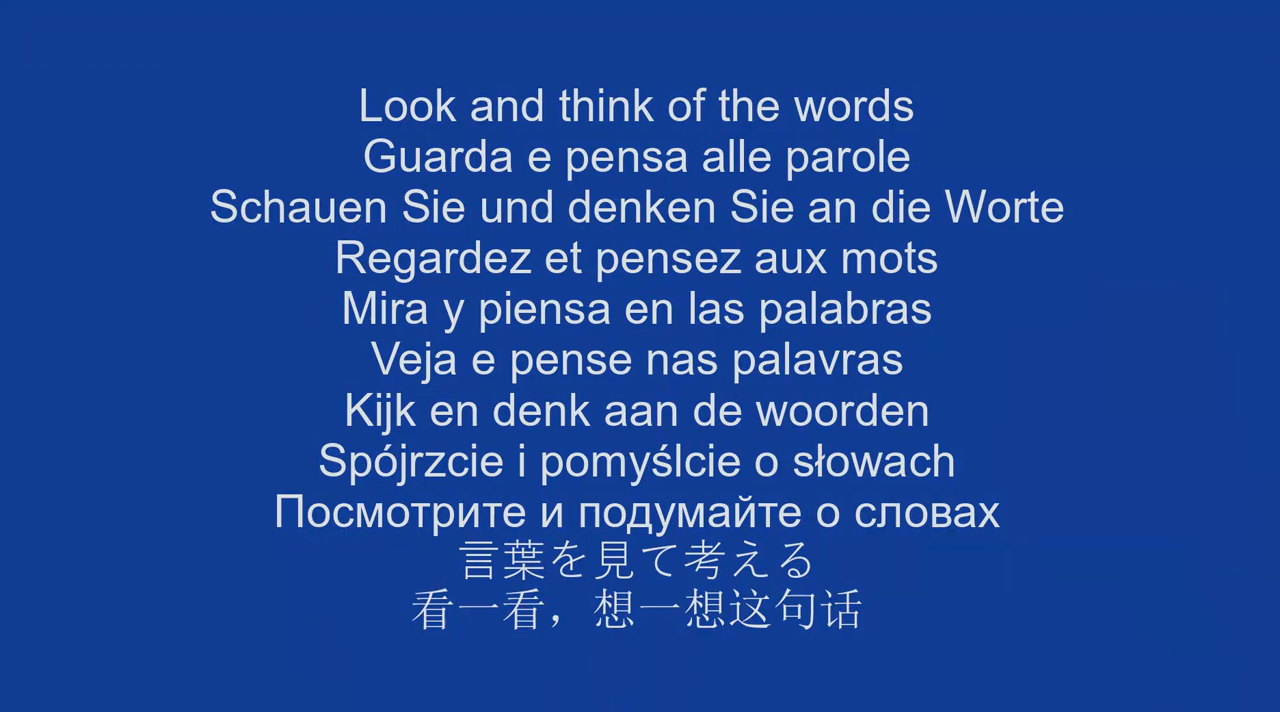 Look and think of the words
Guarda e pensa alle parole
Schauen Sie und denken Sie an die Worte
Regardez et pensez aux mots
Mira y piensa en las palabras
Veja e pense nas palavras
Kijk en denk aan de woorden
Spójrzcie i pomyślcie o słowach
Посмотрите и подумайте о словах
言葉を見て考える
看一看，想一想这句话